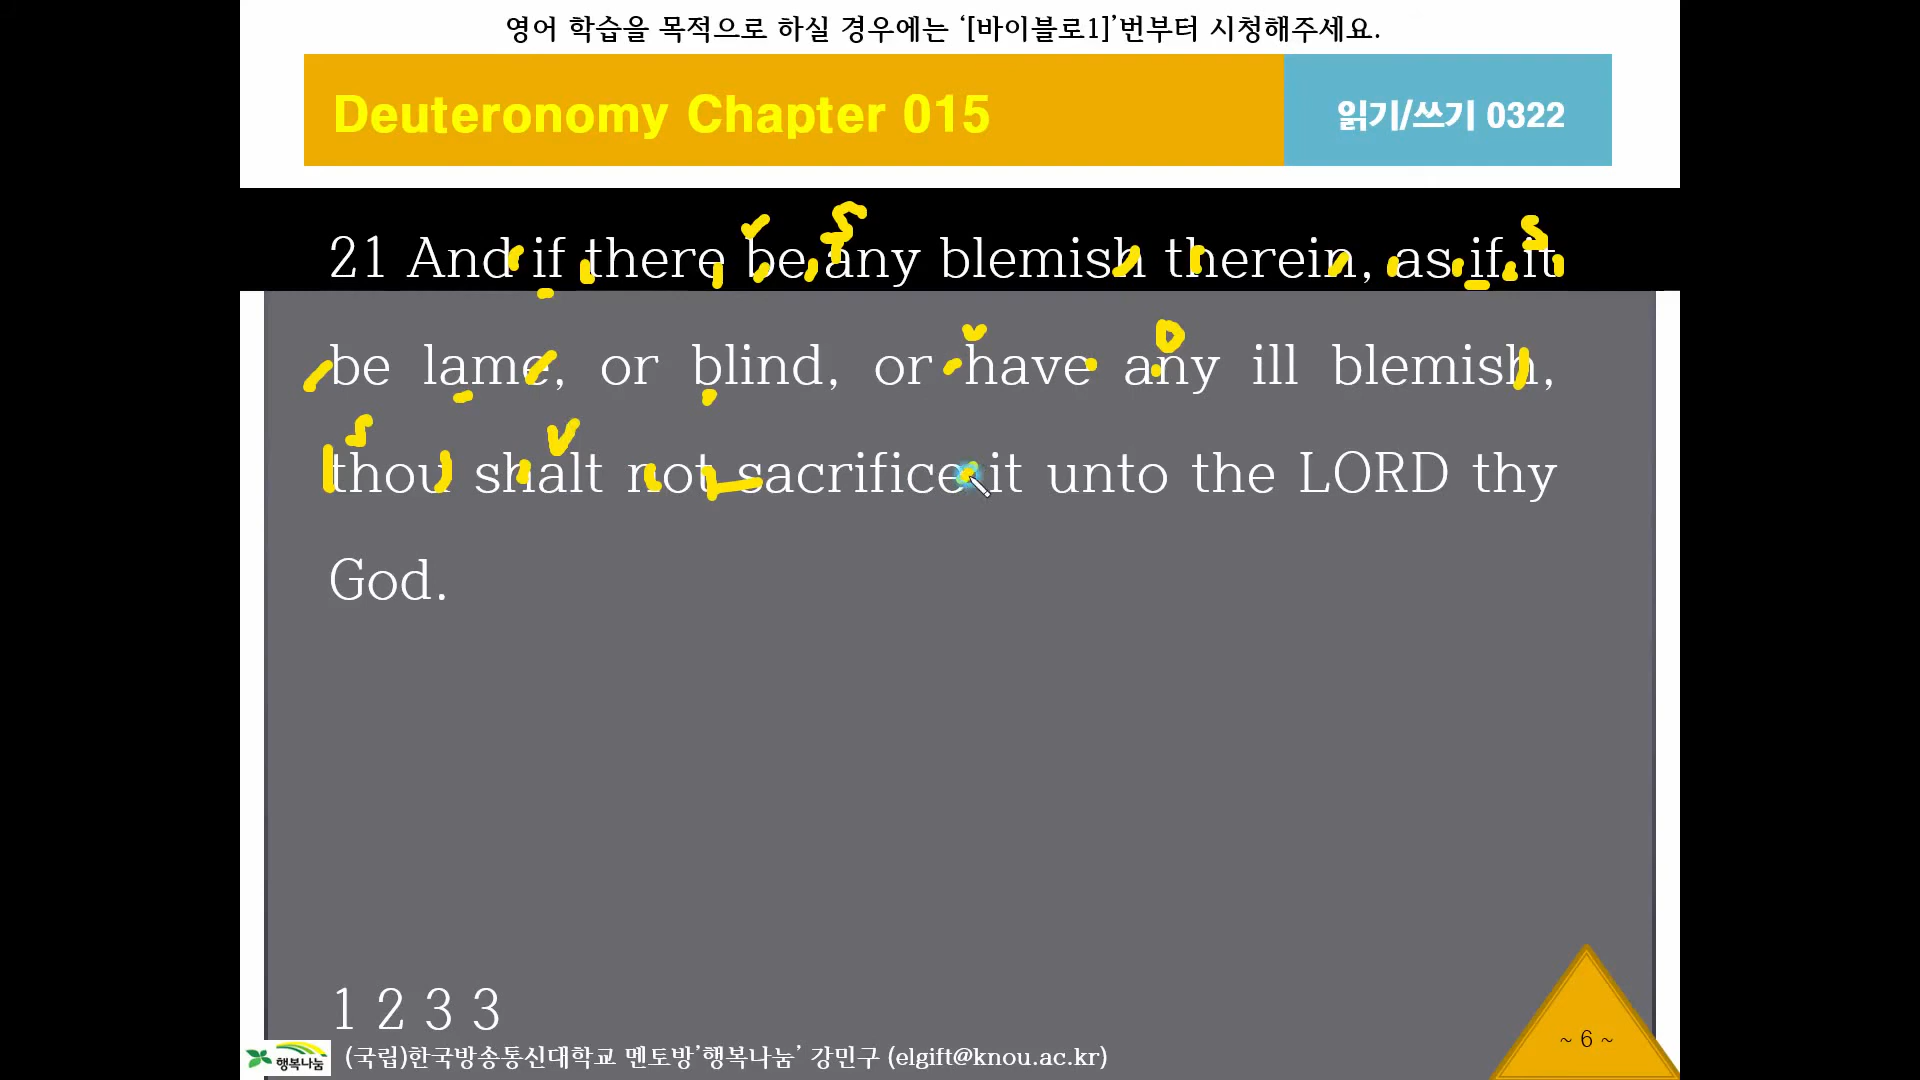 영어 학습을 목적으로 하실 경우에는 ‘[바이블로1]’번부터 시청해주세요.
Deuteronomy Chapter 015
읽기/쓰기 0322
21 And if there be any blemish therein, as if it
be lame, or blind, or have any ill blemish,
thou shalt not sacrifice it unto the LORD thy
God.
1 2 3 3
행복나눔
(국립)한국방송통신대학교 멘토방’행복나눔’ 강민구 (elgift@knou.ac.kr)
~ 6 ~